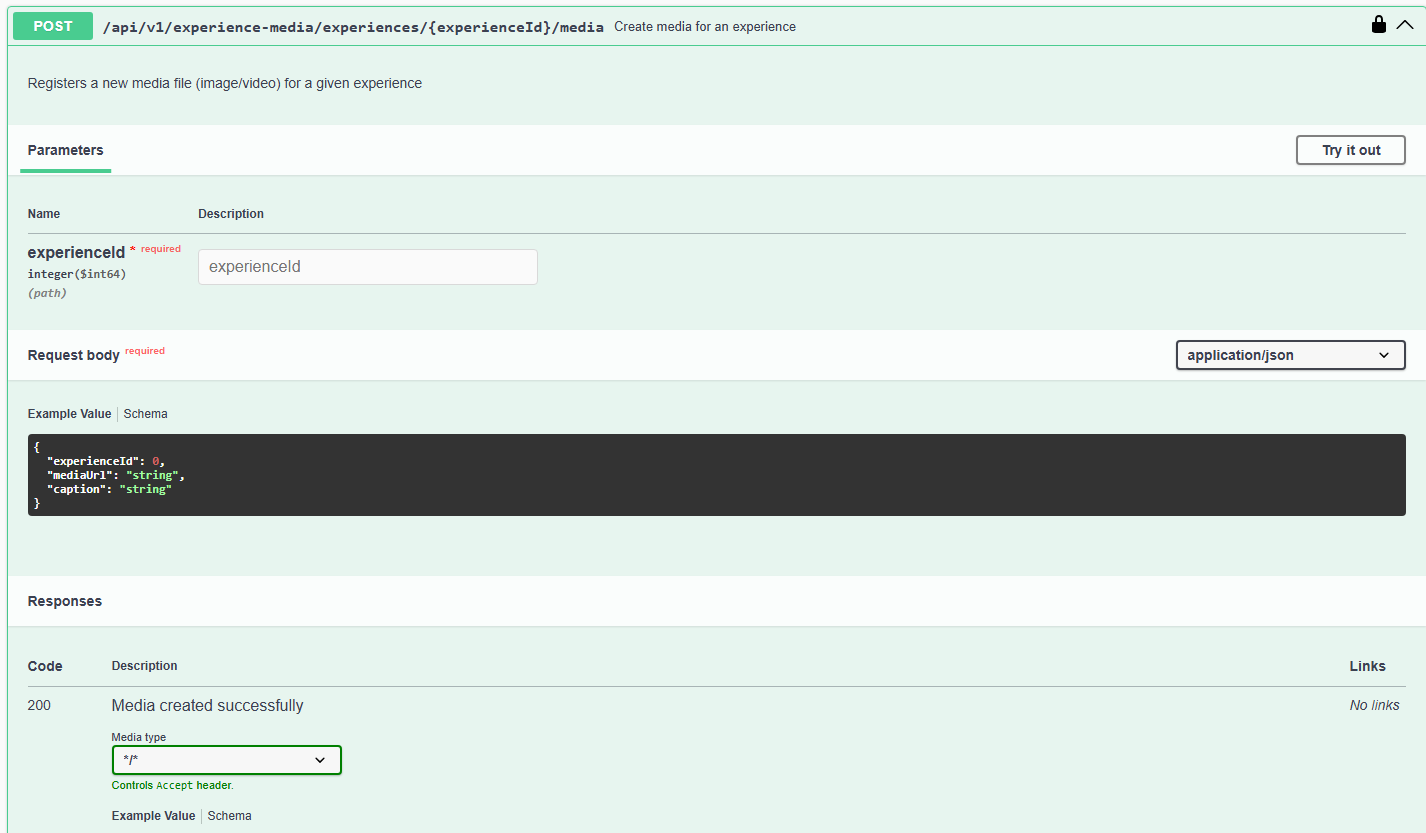 POST /api/v1/experience-media/experiences/{experienceId}/media Create media for an experience
Registers a new media file (image/video) for a given experience
Parameters
Try it out
Name Description
experienceId * required
integer($int64)
(path)
experienceId
Request body required
application/json
Example Value Schema
{
  "experienceId": 0,
  "mediaUrl": "string",
  "caption": "string"
}
Responses
Code Description Links
200 Media created successfully No links
Media type
*/*
Controls Accept header.
Example Value Schema